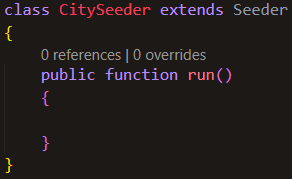 class CitySeeder extends Seeder
{
0 references | 0 overrides
public function run()
{
}
}